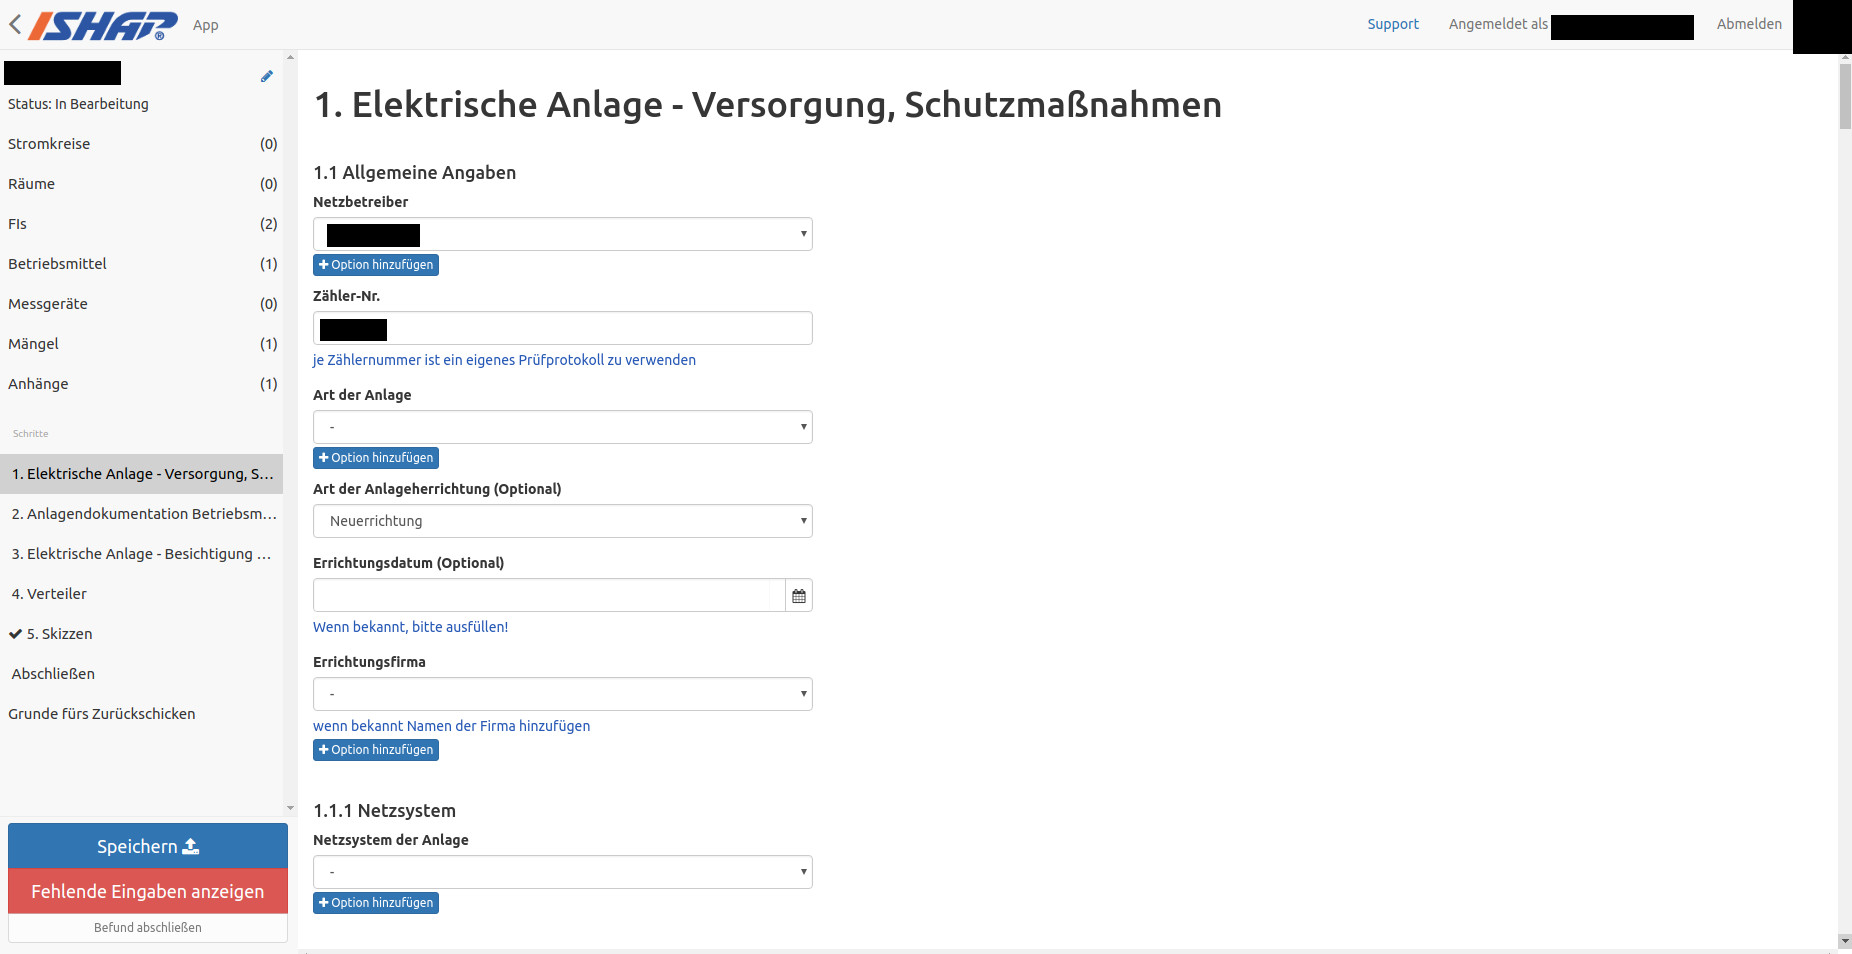 ISHAP®
App
Support
Angemeldet als
Abmelden
Status: In Bearbeitung
Stromkreise (0)
Räume (0)
FIs (2)
Betriebsmittel (1)
Messgeräte (0)
Mängel (1)
Anhänge (1)
Schritte
1. Elektrische Anlage - Versorgung, S...
2. Anlagendokumentation Betriebsm...
3. Elektrische Anlage - Besichtigung ...
4. Verteiler
5. Skizzen
Abschließen
Grunde fürs Zurückschicken
Speichern
Fehlende Eingaben anzeigen
Befund abschließen
1. Elektrische Anlage - Versorgung, Schutzmaßnahmen
1.1 Allgemeine Angaben
Netzbetreiber
Option hinzufügen
Zähler-Nr.
je Zählernummer ist ein eigenes Prüfprotokoll zu verwenden
Art der Anlage
-
Option hinzufügen
Art der Anlageherrichtung (Optional)
Neuerrichtung
Errichtungsdatum (Optional)
Wenn bekannt, bitte ausfüllen!
Errichtungsfirma
-
wenn bekannt Namen der Firma hinzufügen
Option hinzufügen
1.1.1 Netzsystem
Netzsystem der Anlage
-
Option hinzufügen